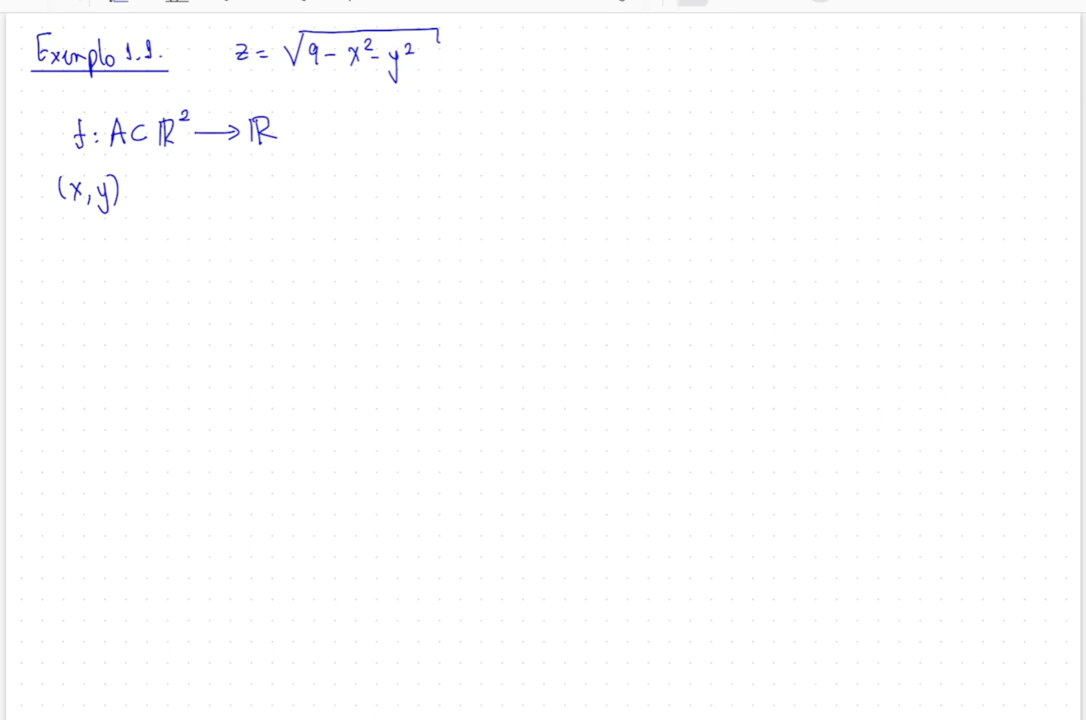 Exemplo 1.1. z = √(9 - x² - y²)
f: A ⊂ ℝ² ⟶ ℝ
(x, y)